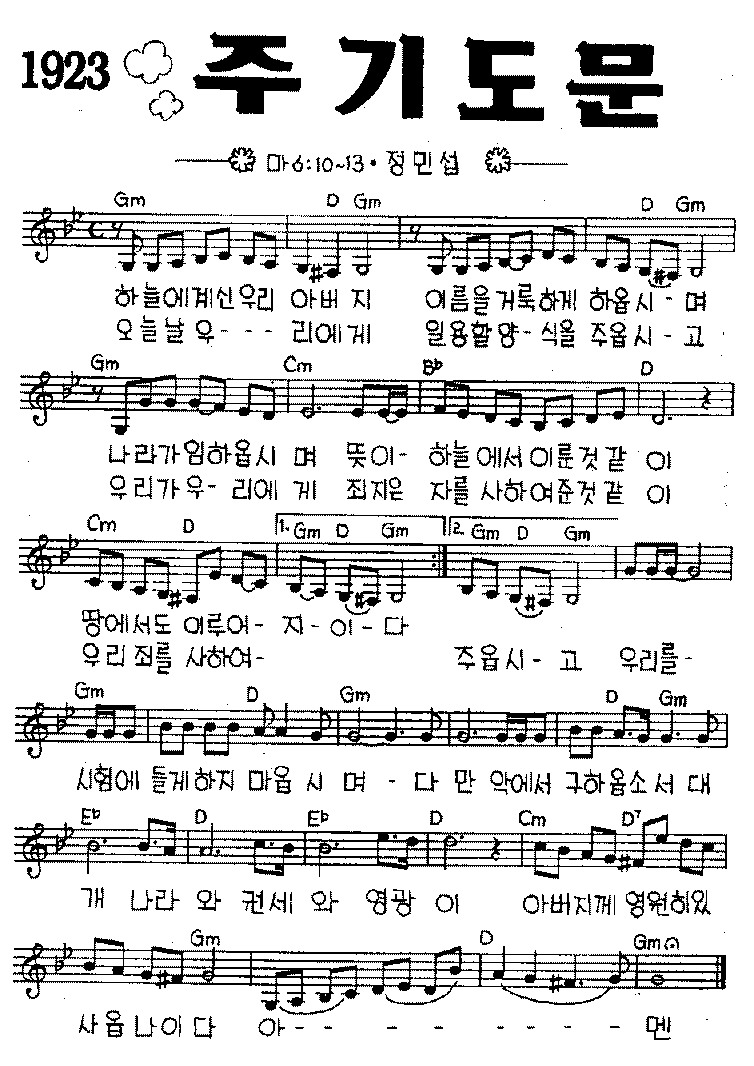 1923 주기도문
마6:10~13 · 정민섭
Gm D Gm D Gm
하늘에계신우리 아버 지 이름을거룩하게 하옵시 - 며
오늘날우 - - - 리에게 일용할양 - 식을 주옵시 - 고
Gm Cm B♭ D
나라가임하옵시 며 뜻이 - 하늘에서이룬것같 이
우리가우 - 리에 게 죄지은 자를 사하여준것같 이
Cm D 1. Gm D Gm 2. Gm D Gm
땅에서도 이루어 - 지 - 이 - 다
우리죄를 사하여 - 주옵시 - 고 우리를 -
Gm D Gm D Gm
시험에 들게하지 마옵 시 며 - 다 만 악에서 구하옵소 서 대
E♭ D E♭ D Cm D7
개 나라 와 권세 와 영광 이 아버지께 영원히있
Gm D Gm
사옵나이다 아 - - - - - - - - 멘